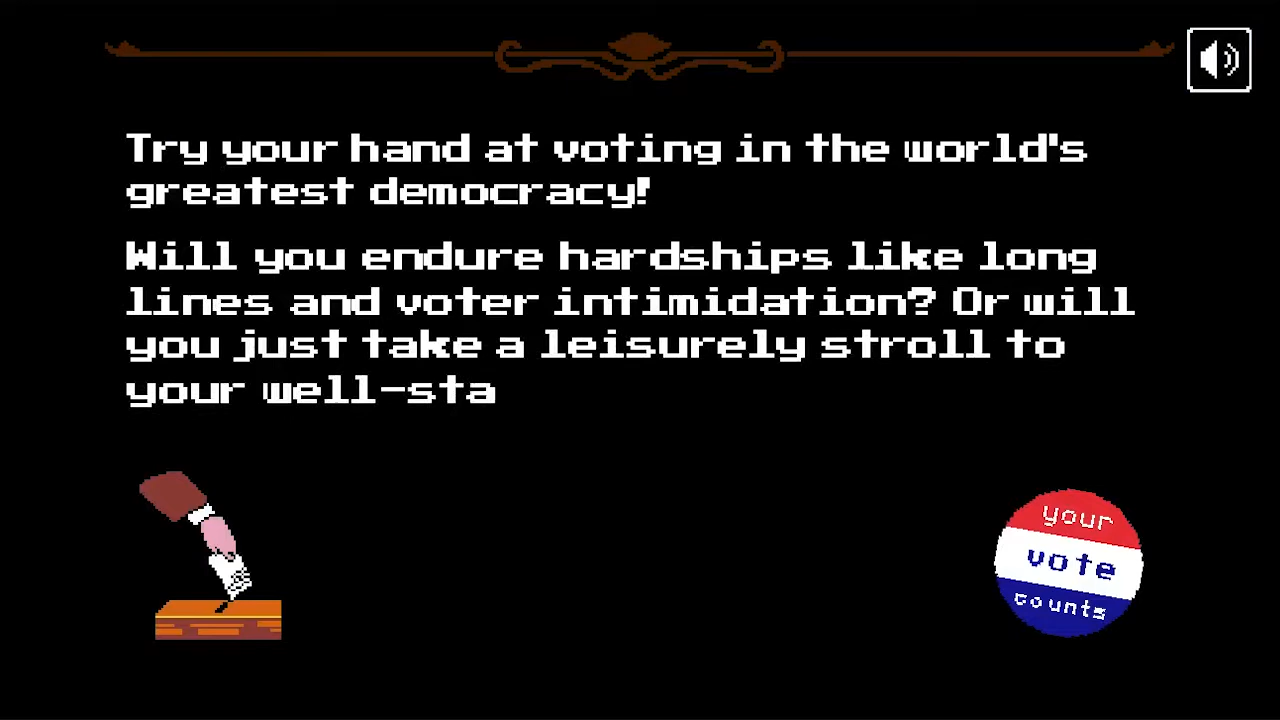 Try your hand at voting in the world's
greatest democracy!
Will you endure hardships like long
lines and voter intimidation? Or will
you just take a leisurely stroll to
your well-sta
your
vote
counts